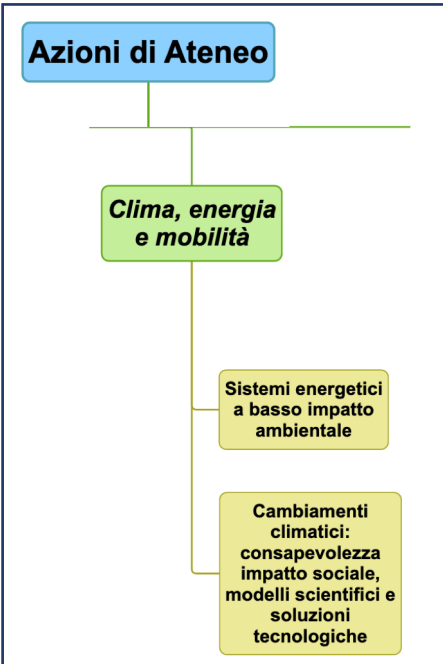 Azioni di Ateneo
Clima, energia
e mobilità
Sistemi energetici
a basso impatto
ambientale
Cambiamenti
climatici:
consapevolezza
impatto sociale,
modelli scientifici e
soluzioni
tecnologiche